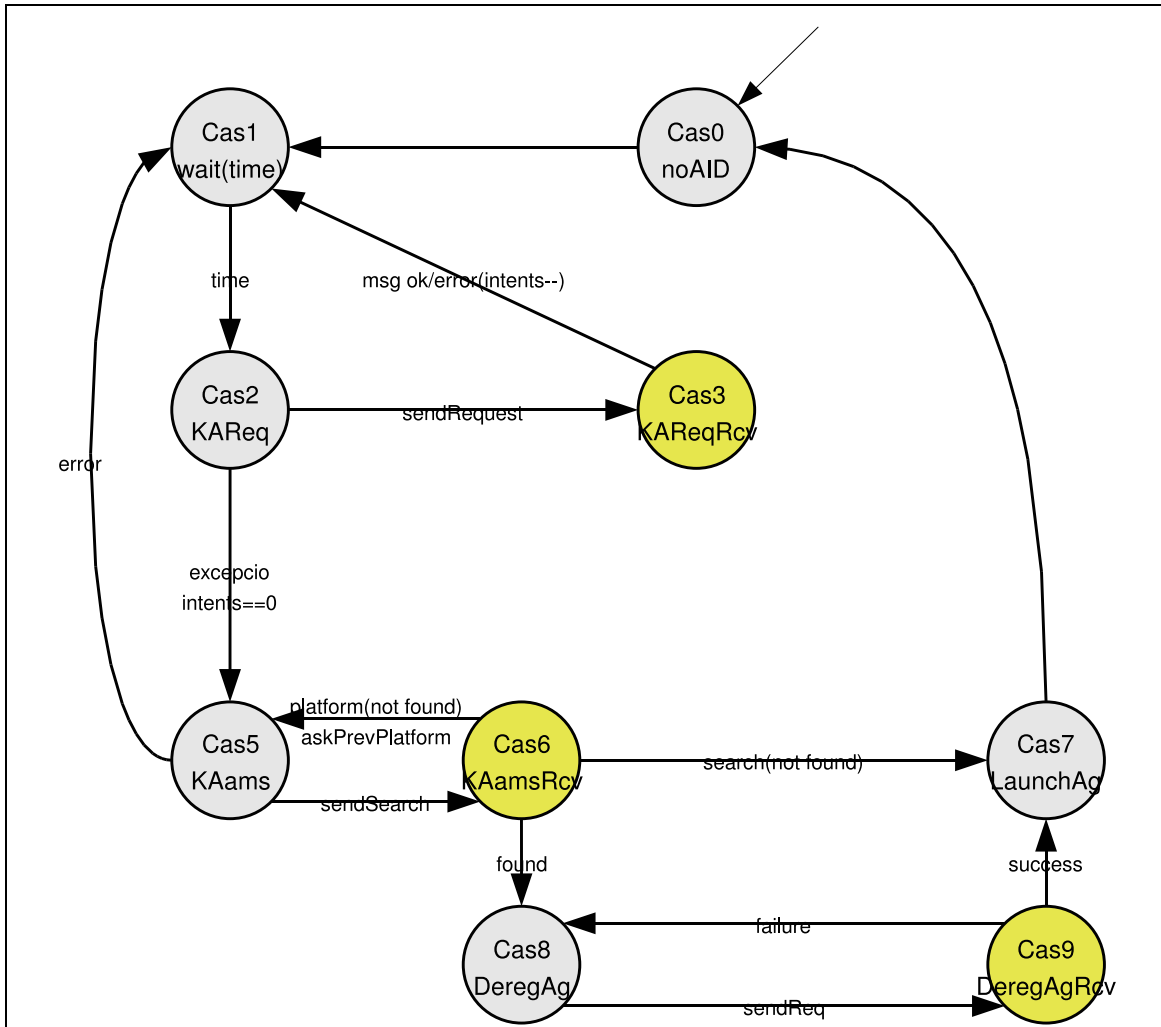 Cas1
wait(time)
Cas0
noAID
time
msg ok/error(intents--)
Cas2
KAReq
sendRequest
Cas3
KAReqRcv
error
excepcio
intents==0
platform(not found)
askPrevPlatform
Cas5
KAams
sendSearch
Cas6
KAamsRcv
search(not found)
Cas7
LaunchAg
found
success
failure
Cas8
DeregAg
sendReq
Cas9
DeregAgRcv